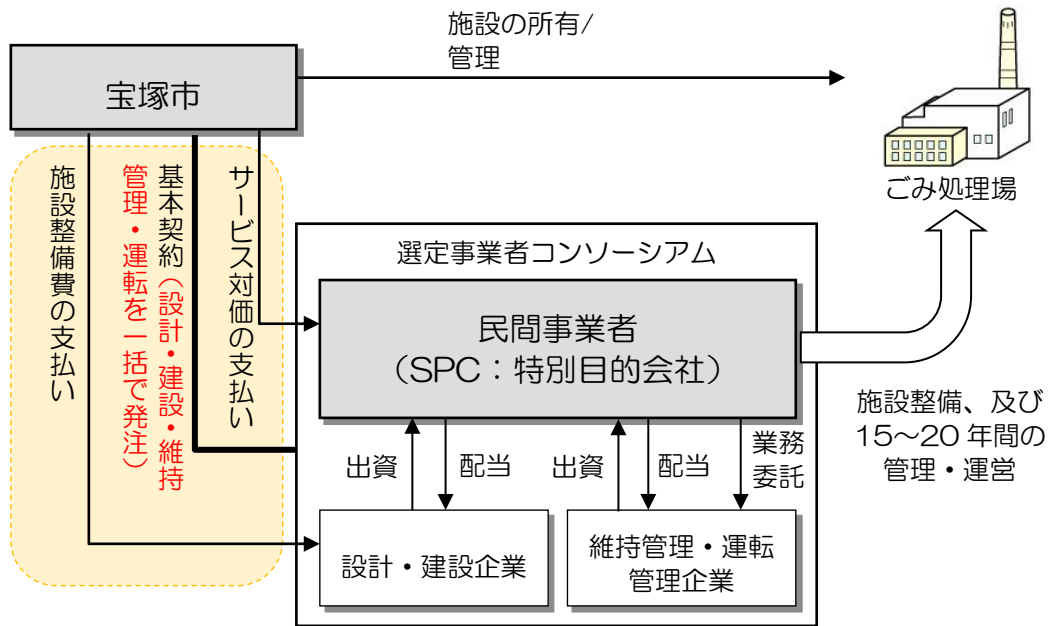 施設の所有/
管理
宝塚市
ごみ処理場
施設整備費の支払い
基本契約（設計・建設・維持
管理・運転を一括で発注）
サービス対価の支払い
選定事業者コンソーシアム
民間事業者
（SPC：特別目的会社）
施設整備、及び
15～20 年間の
管理・運営
出資
配当
出資
配当
業務
委託
設計・建設企業
維持管理・運転
管理企業